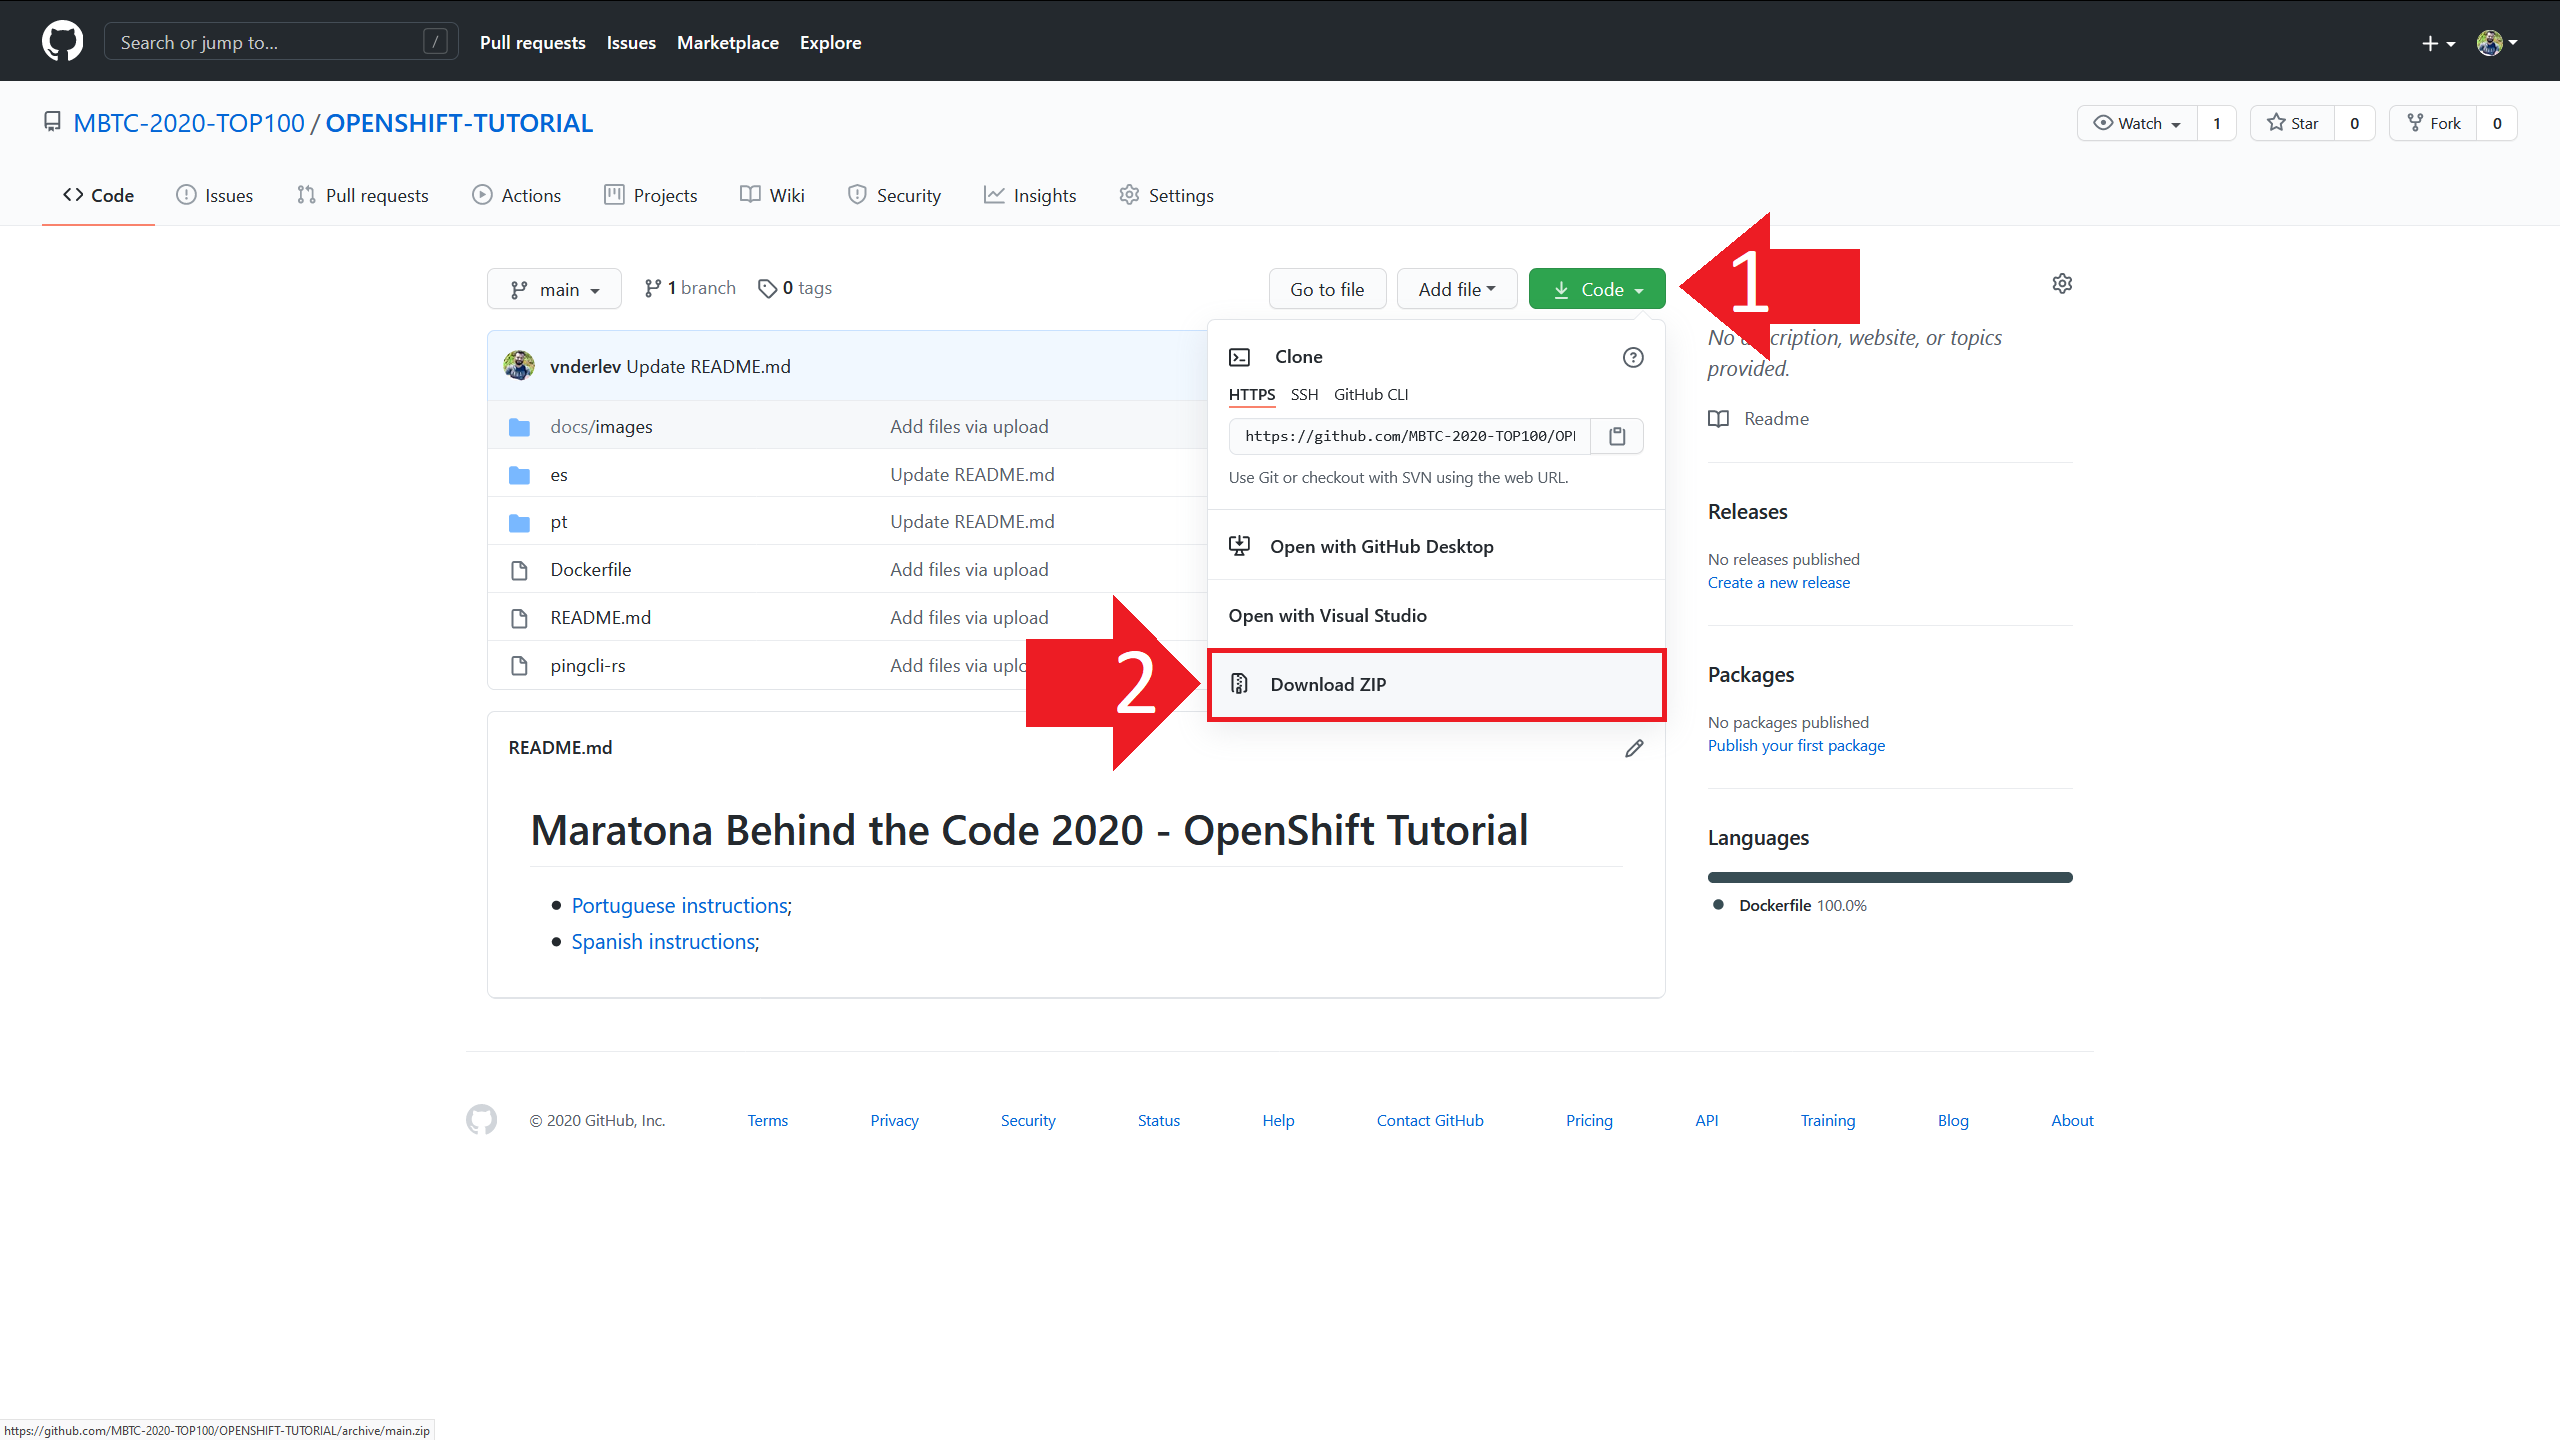 Search or jump to... /
Pull requests Issues Marketplace Explore
MBTC-2020-TOP100 / OPENSHIFT-TUTORIAL
Watch 1 Star 0 Fork 0
Code Issues Pull requests Actions Projects Wiki Security Insights Settings
main 1 branch 0 tags Go to file Add file Code
1
vnderlev Update README.md
docs/images Add files via upload
es Update README.md
pt Update README.md
Dockerfile Add files via upload
README.md Add files via upload
pingcli-rs Add files via
Clone
HTTPS SSH GitHub CLI
https://github.com/MBTC-2020-TOP100/OPE
Use Git or checkout with SVN using the web URL.
Open with GitHub Desktop
Open with Visual Studio
2
Download ZIP
No description, website, or topics
provided.
Readme
Releases
No releases published
Create a new release
Packages
No packages published
Publish your first package
Languages
Dockerfile 100.0%
README.md
Maratona Behind the Code 2020 - OpenShift Tutorial
Portuguese instructions;
Spanish instructions;
© 2020 GitHub, Inc. Terms Privacy Security Status Help Contact GitHub Pricing API Training Blog About
https://github.com/MBTC-2020-TOP100/OPENSHIFT-TUTORIAL/archive/main.zip